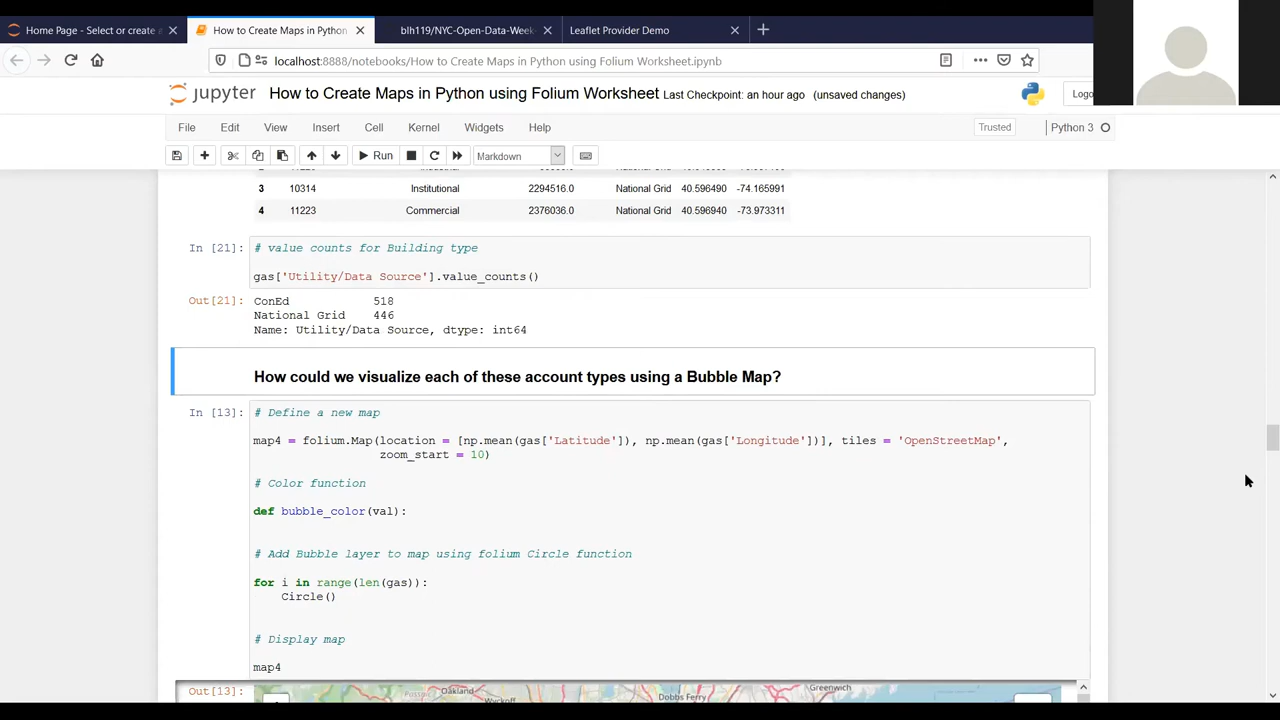 Home Page - Select or create a
How to Create Maps in Python
blh119/NYC-Open-Data-Week-
Leaflet Provider Demo
localhost:8888/notebooks/How to Create Maps in Python using Folium Worksheet.ipynb
jupyter How to Create Maps in Python using Folium Worksheet Last Checkpoint: an hour ago (unsaved changes)
Logo
File Edit View Insert Cell Kernel Widgets Help
Trusted Python 3
Run Markdown
3 10314 Institutional 2294516.0 National Grid 40.596490 -74.165991
4 11223 Commercial 2376036.0 National Grid 40.596940 -73.973311
In [21]: # value counts for Building type
gas['Utility/Data Source'].value_counts()
Out[21]: ConEd 518
National Grid 446
Name: Utility/Data Source, dtype: int64
How could we visualize each of these account types using a Bubble Map?
In [13]: # Define a new map
map4 = folium.Map(location = [np.mean(gas['Latitude']), np.mean(gas['Longitude'])], tiles = 'OpenStreetMap',
zoom_start = 10)
# Color function
def bubble_color(val):
# Add Bubble layer to map using folium Circle function
for i in range(len(gas)):
Circle()
# Display map
map4
Out[13]:
Oakland
Wyckoff
Dobbs Ferry
Greenwich